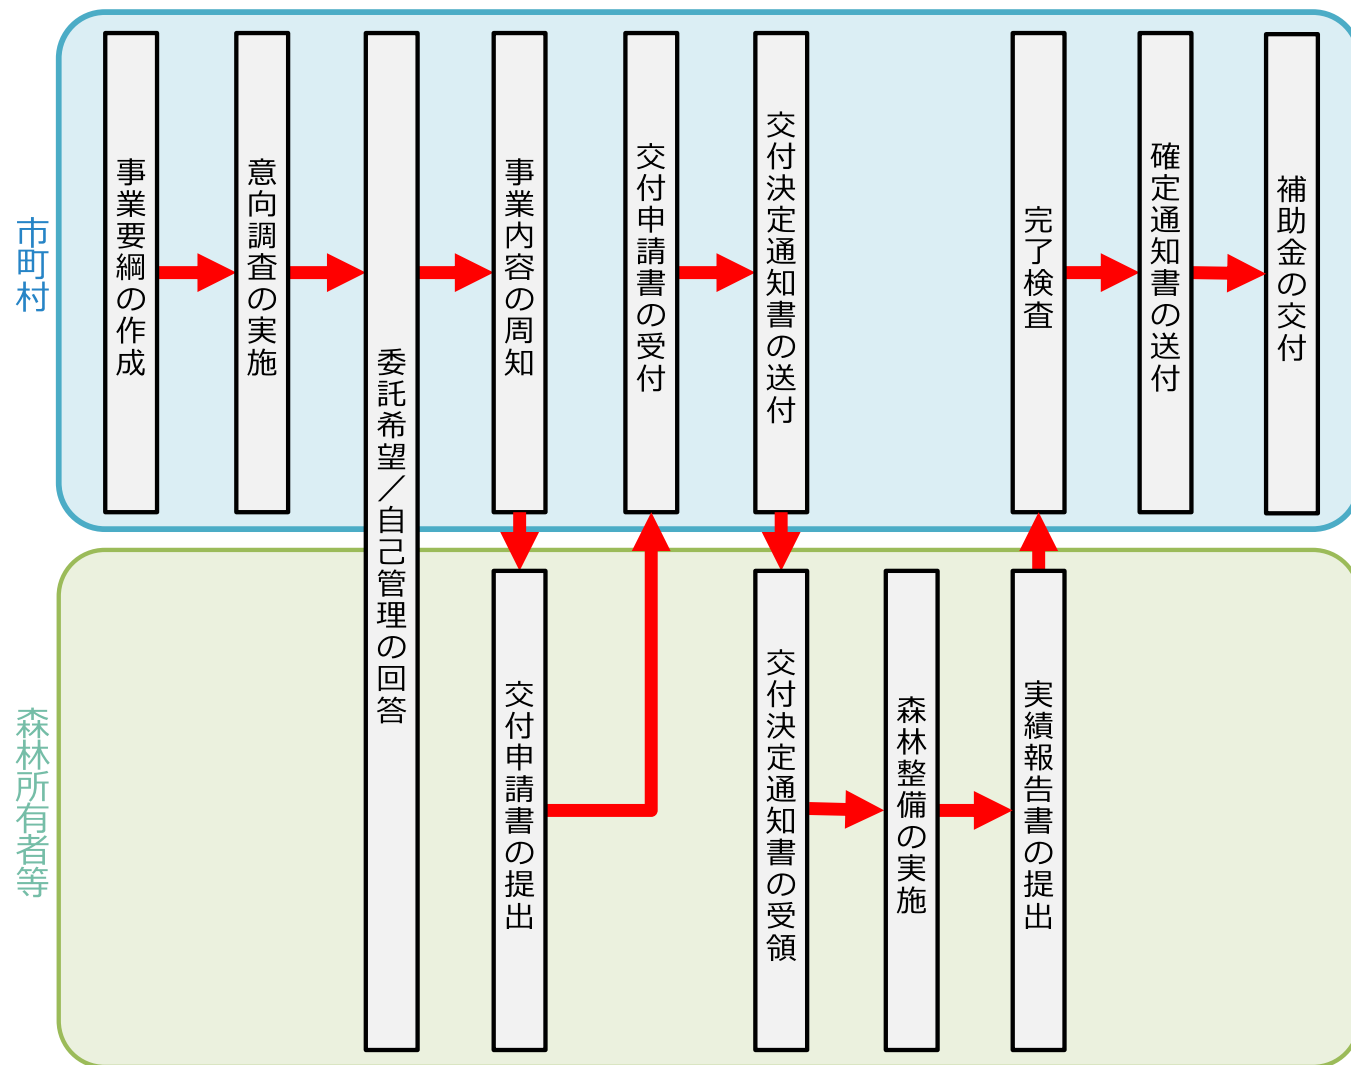 市町村
事業要綱の作成
意向調査の実施
委託希望／自己管理の回答
事業内容の周知
交付申請書の受付
交付決定通知書の送付
完了検査
確定通知書の送付
補助金の交付
森林所有者等
交付申請書の提出
交付決定通知書の受領
森林整備の実施
実績報告書の提出